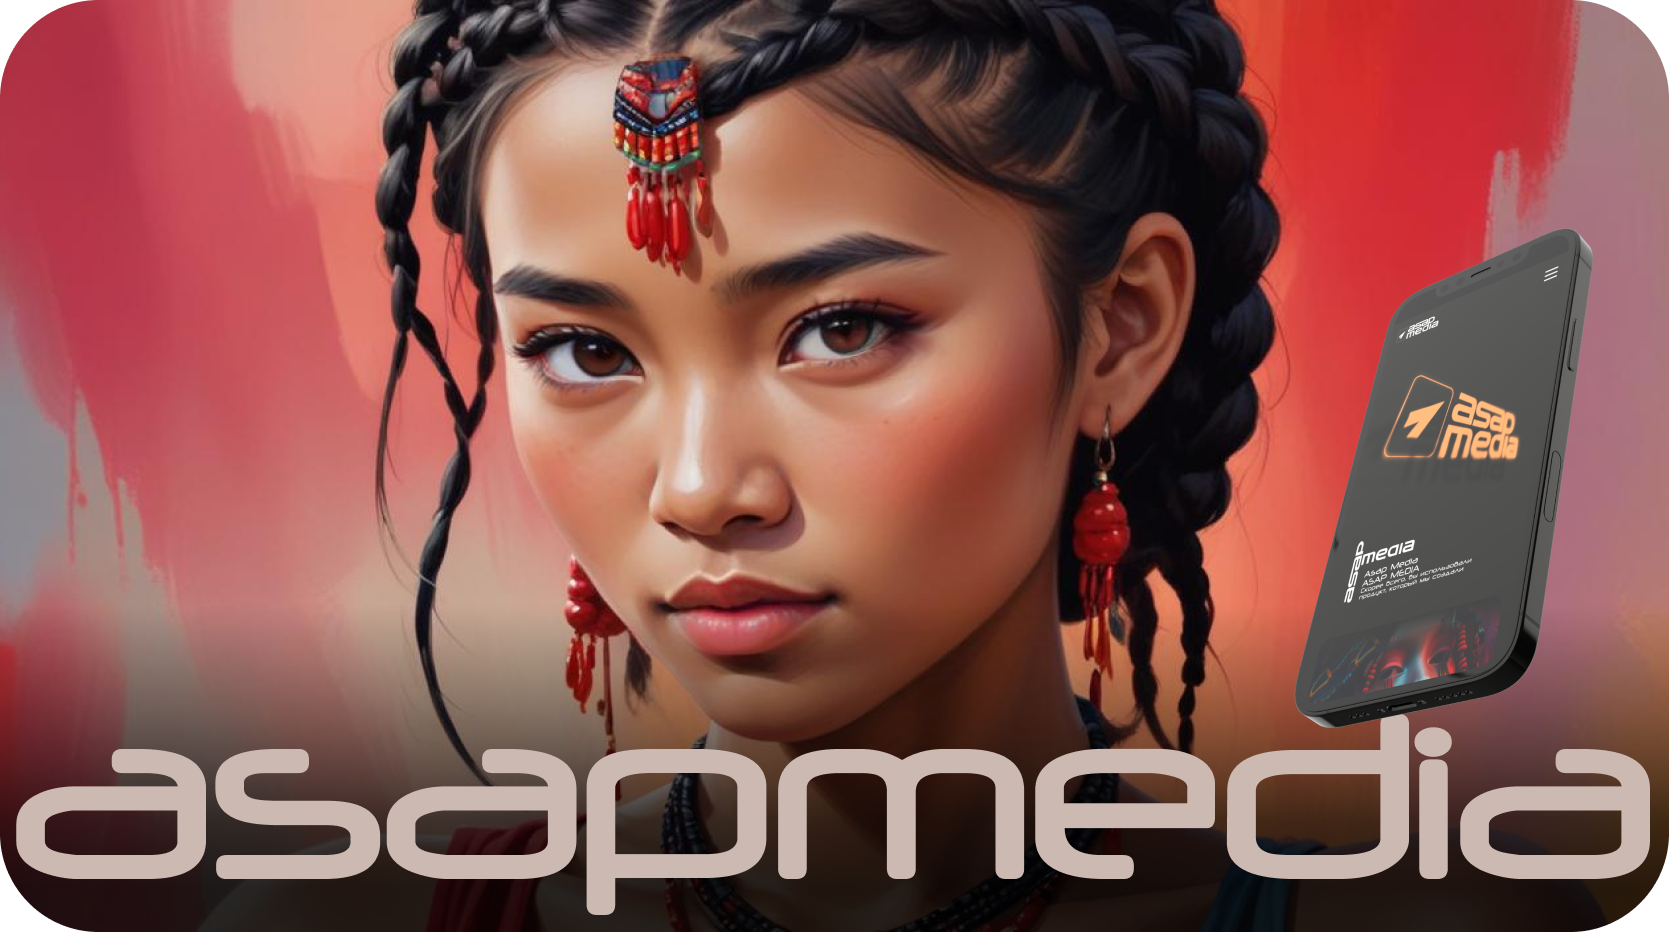 asap
media
asap
media
asap
media
Asap Media
ASAP MEDIA
Скорее всего, вы использовали
продукт, который мы создали
asapmedia